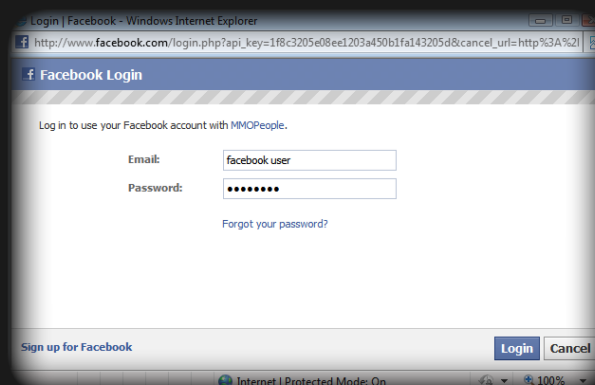 Login | Facebook - Windows Internet Explorer
http://www.facebook.com/login.php?api_key=1f8c3205e08ee1203a450b1fa143205d&cancel_url=http%3A%2
Facebook Login
Log in to use your Facebook account with MMOPeople.
Email: facebook user
Password: ••••••••
Forgot your password?
Sign up for Facebook Login Cancel
Internet | Protected Mode: On 100%